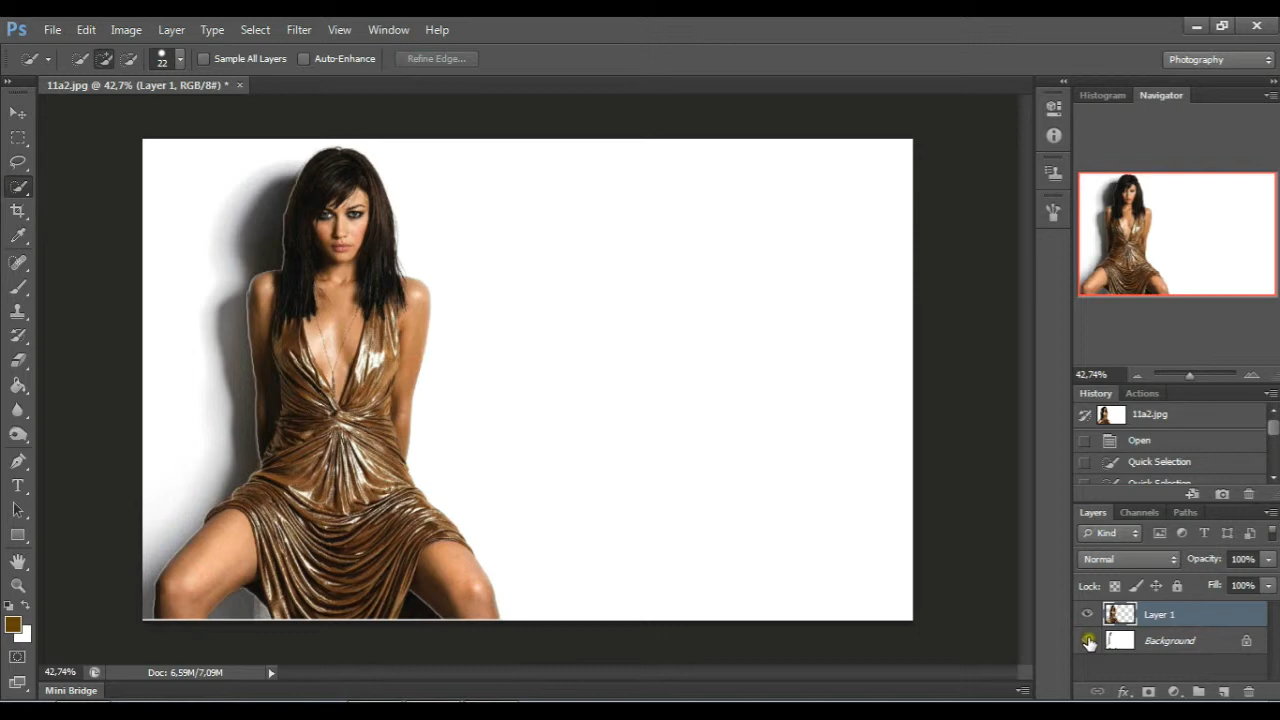 Ps File Edit Image Layer Type Select Filter View Window Help
22 Sample All Layers Auto-Enhance Refine Edge... Photography
11a2.jpg @ 42,7% (Layer 1, RGB/8#) * ×
Histogram Navigator
42,74%
History Actions
11a2.jpg
Open
Quick Selection
Quick Selection
Layers Channels Paths
Kind
Normal Opacity: 100%
Lock: Fill: 100%
Layer 1
Background
42,74% Doc: 6,59M/7,09M
Mini Bridge